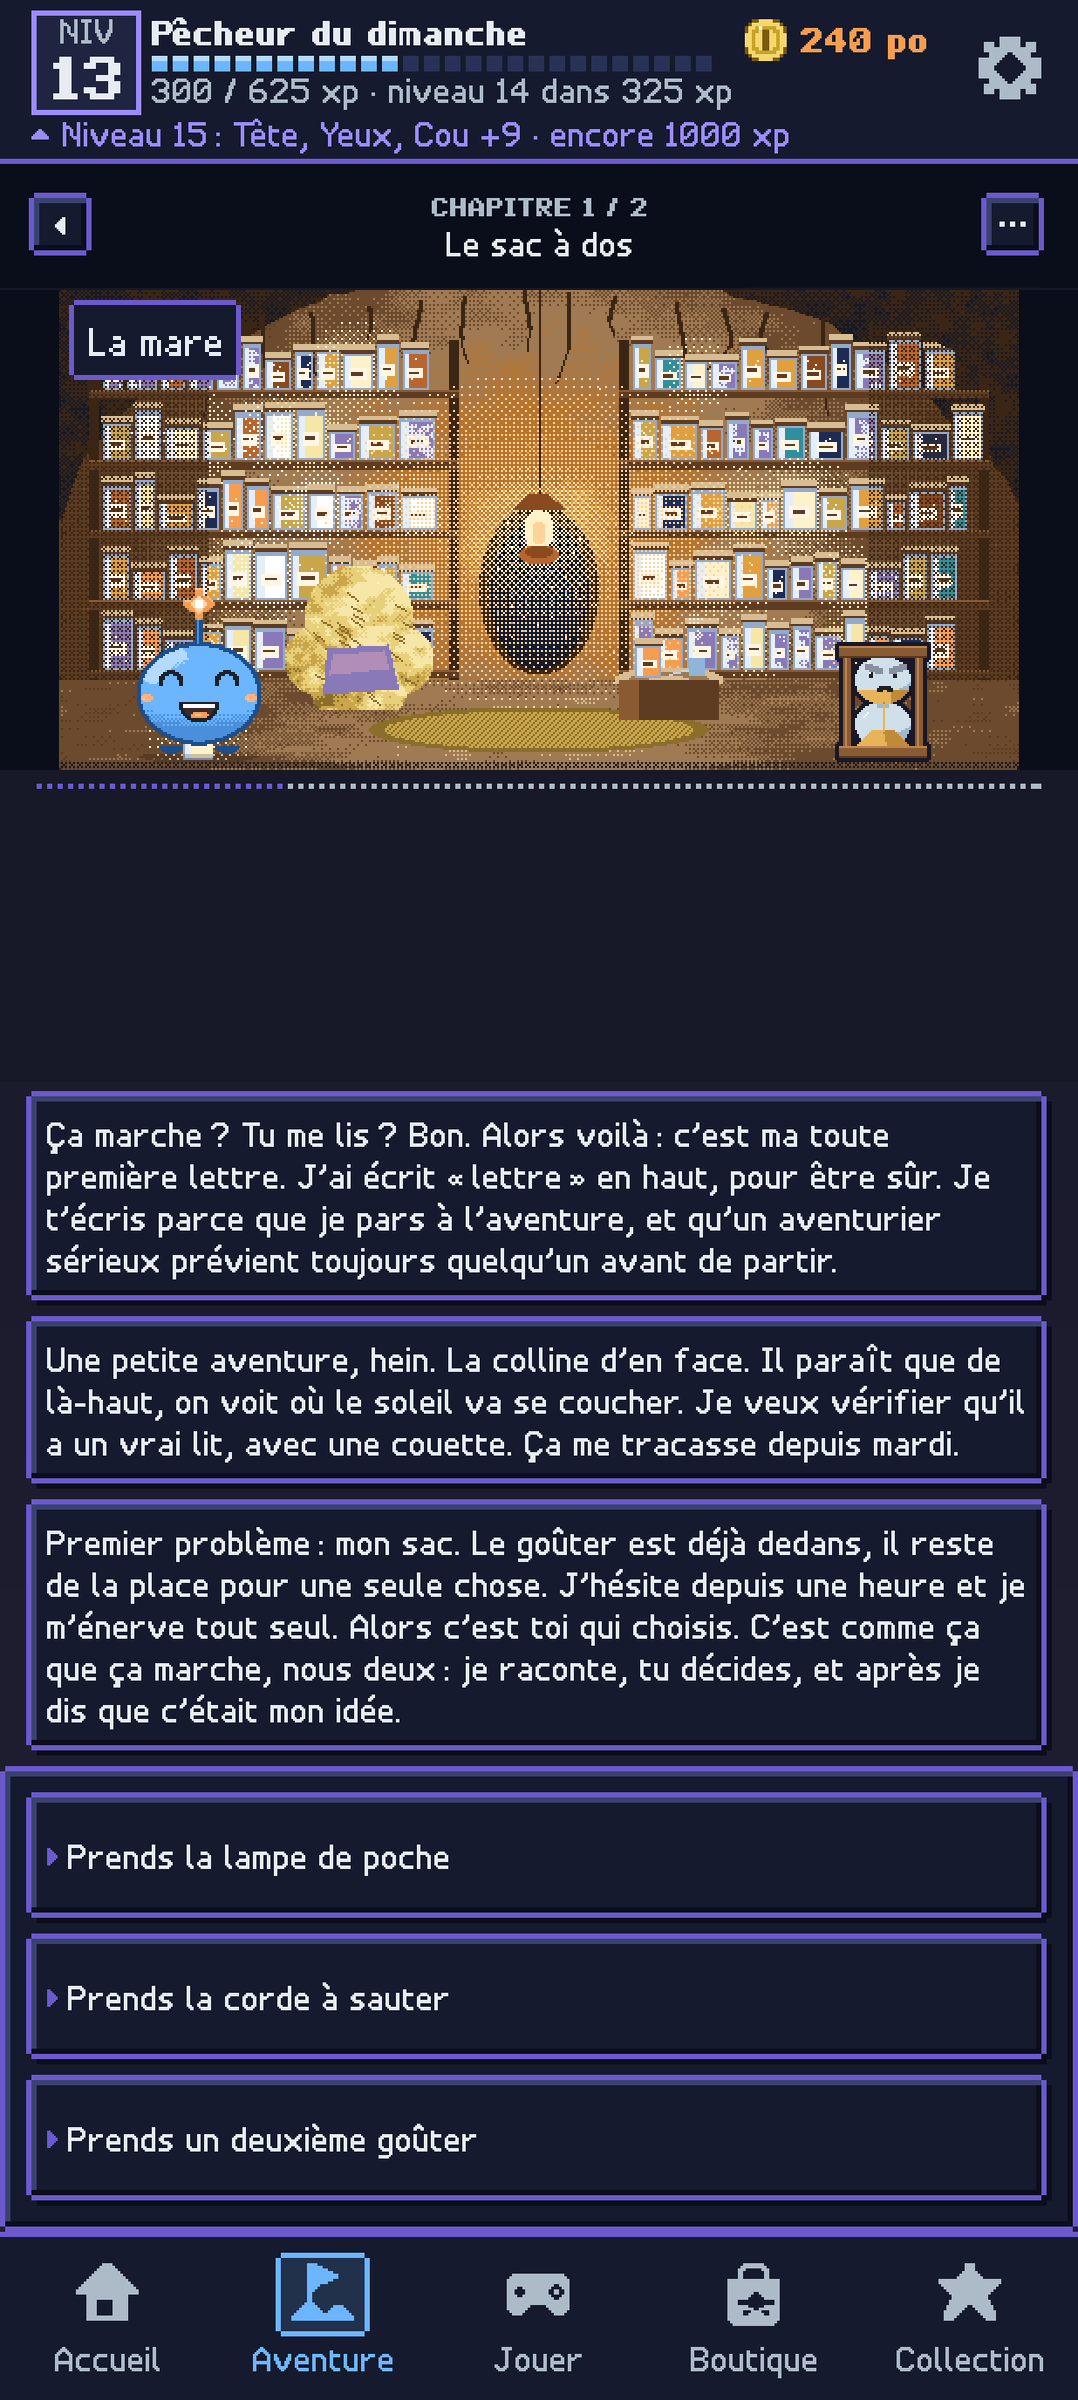 NIV
13
Pêcheur du dimanche
240 po
300 / 625 xp · niveau 14 dans 325 xp
Niveau 15 : Tête, Yeux, Cou +9 · encore 1000 xp
CHAPITRE 1 / 2
Le sac à dos
La mare
Ça marche ? Tu me lis ? Bon. Alors voilà : c’est ma toute
première lettre. J’ai écrit « lettre » en haut, pour être sûr. Je
t’écris parce que je pars à l’aventure, et qu’un aventurier
sérieux prévient toujours quelqu’un avant de partir.
Une petite aventure, hein. La colline d’en face. Il paraît que de
là-haut, on voit où le soleil va se coucher. Je veux vérifier qu’il
a un vrai lit, avec une couette. Ça me tracasse depuis mardi.
Premier problème : mon sac. Le goûter est déjà dedans, il reste
de la place pour une seule chose. J’hésite depuis une heure et je
m’énerve tout seul. Alors c’est toi qui choisis. C’est comme ça
que ça marche, nous deux : je raconte, tu décides, et après je
dis que c’était mon idée.
Prends la lampe de poche
Prends la corde à sauter
Prends un deuxième goûter
Accueil
Aventure
Jouer
Boutique
Collection